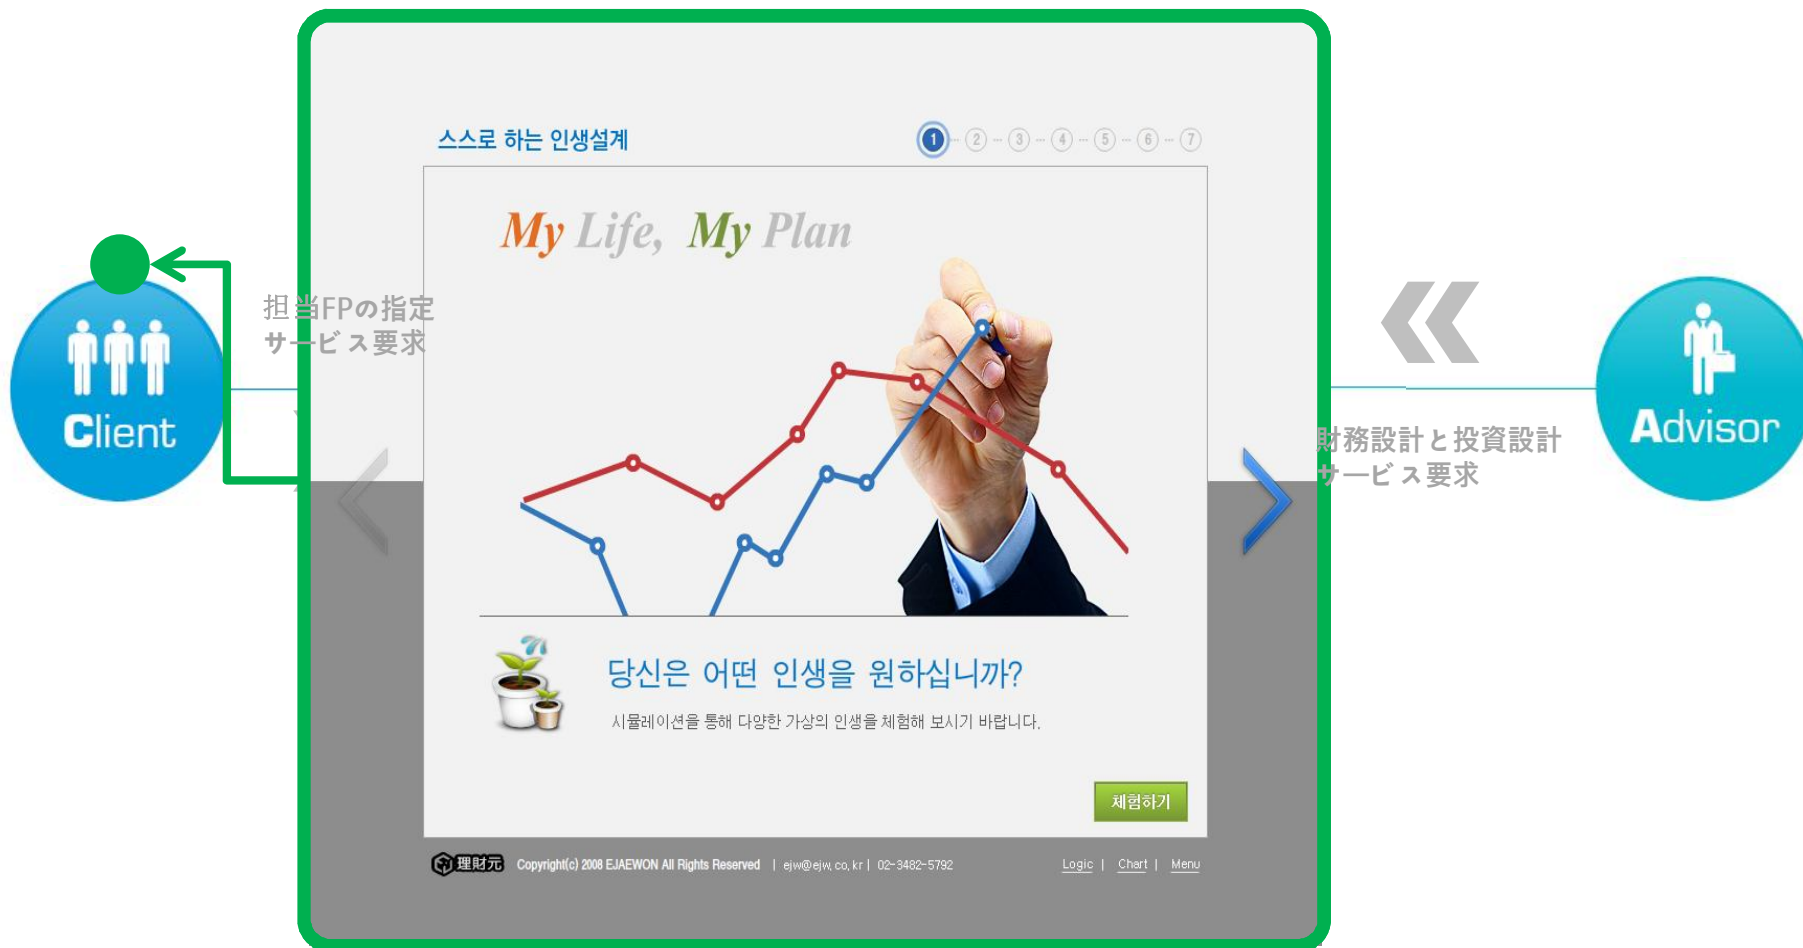 스스로 하는 인생설계
1 2 3 4 5 6 7
My Life, My Plan
担当FPの指定
サービス要求
Client
Advisor
財務設計と投資設計
サービス要求
당신은 어떤 인생을 원하십니까?
시뮬레이션을 통해 다양한 가상의 인생을 체험해 보시기 바랍니다.
체험하기
理財元 Copyright(c) 2008 EJAEWON All Rights Reserved | ejw@ejw.co.kr | 02-3482-5792 Logic | Chart | Menu